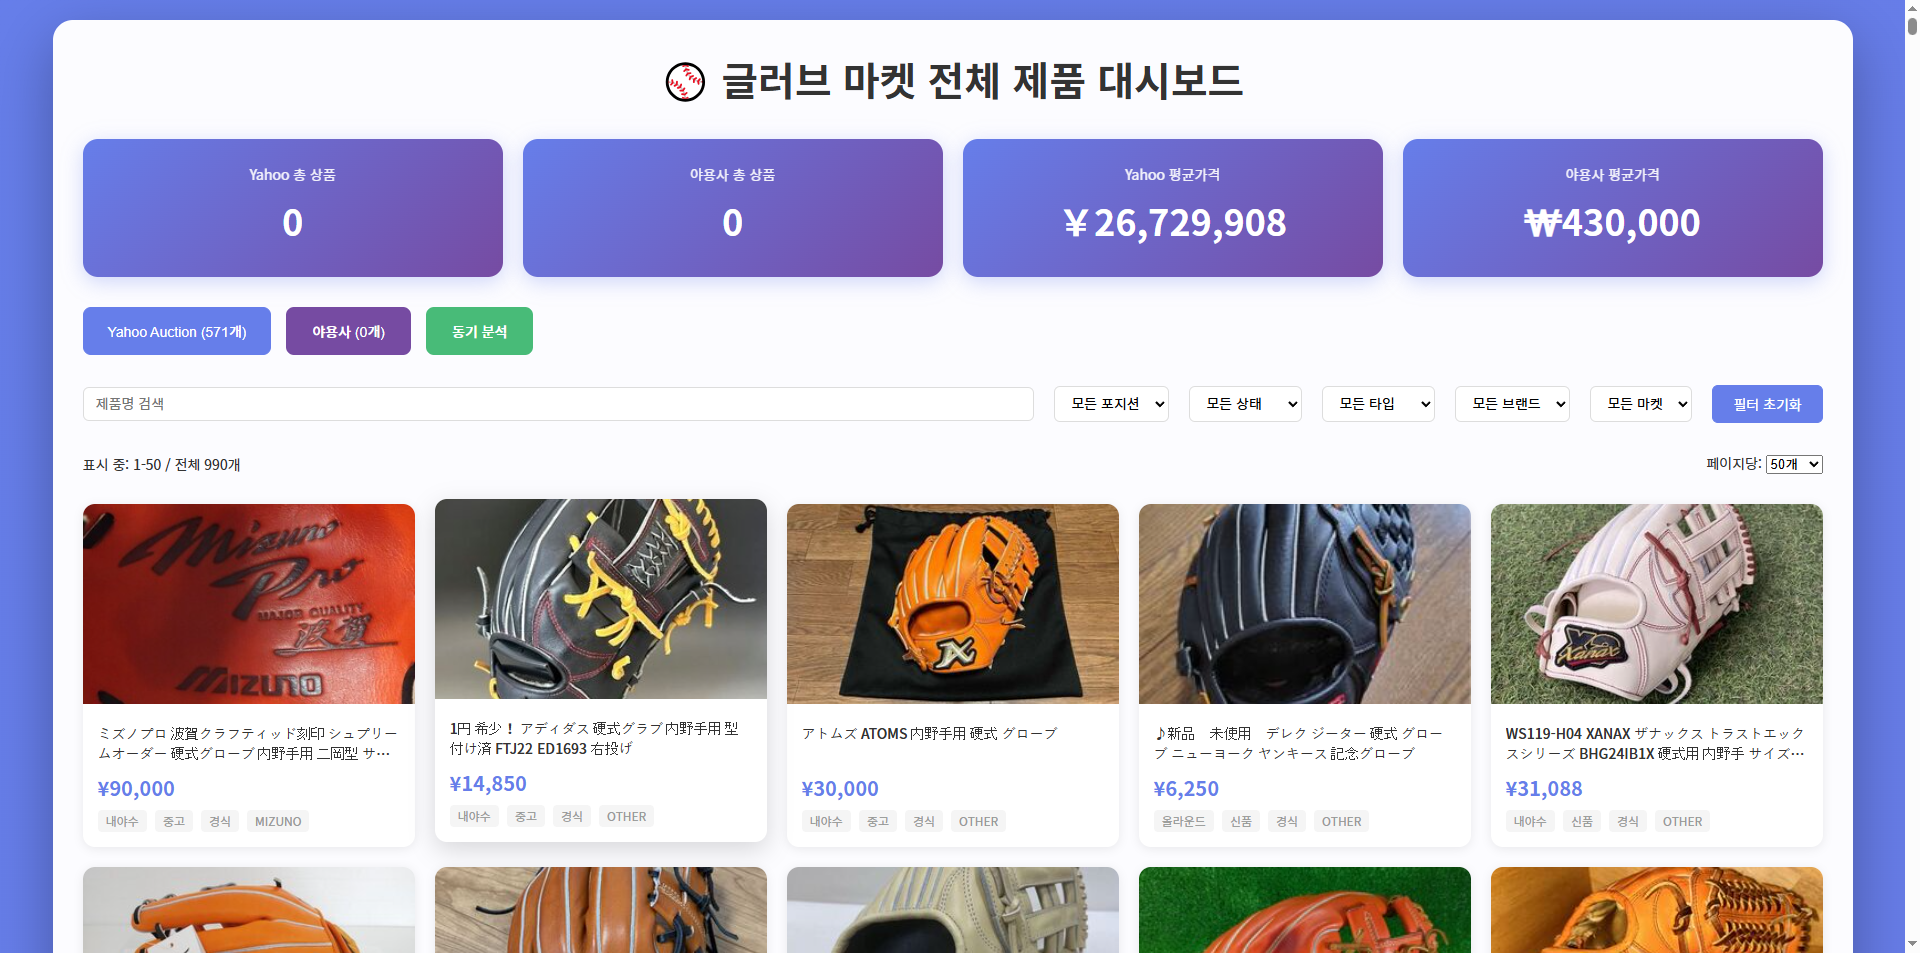 글러브 마켓 전체 제품 대시보드
Yahoo 총 상품
0
야용사 총 상품
0
Yahoo 평균가격
￥26,729,908
야용사 평균가격
₩430,000
Yahoo Auction (571개)
야용사 (0개)
동기 분석
제품명 검색
모든 포지션
모든 상태
모든 타입
모든 브랜드
모든 마켓
필터 초기화
표시 중: 1-50 / 전체 990개
페이지당: 50개
Mizuno
Pro
MAJOR QUALITY
波賀
MIZUNO
Xanax
ミズノプロ 波賀クラフティッド刻印 シュプリー
ムオーダー 硬式グローブ 内野手用 二岡型 サ…
¥90,000
내야수 중고 경식 MIZUNO
1円 希少！ アディダス 硬式グラブ 内野手用 型
付け済 FTJ22 ED1693 右投げ
¥14,850
내야수 중고 경식 OTHER
アトムズ ATOMS 内野手用 硬式 グローブ
¥30,000
내야수 중고 경식 OTHER
♪新品　未使用　デレク ジーター 硬式 グロー
ブ ニューヨーク ヤンキース 記念グローブ
¥6,250
올라운드 신품 경식 OTHER
WS119-H04 XANAX ザナックス トラストエック
スシリーズ BHG24IB1X 硬式用 内野手 サイズ…
¥31,088
내야수 신품 경식 OTHER